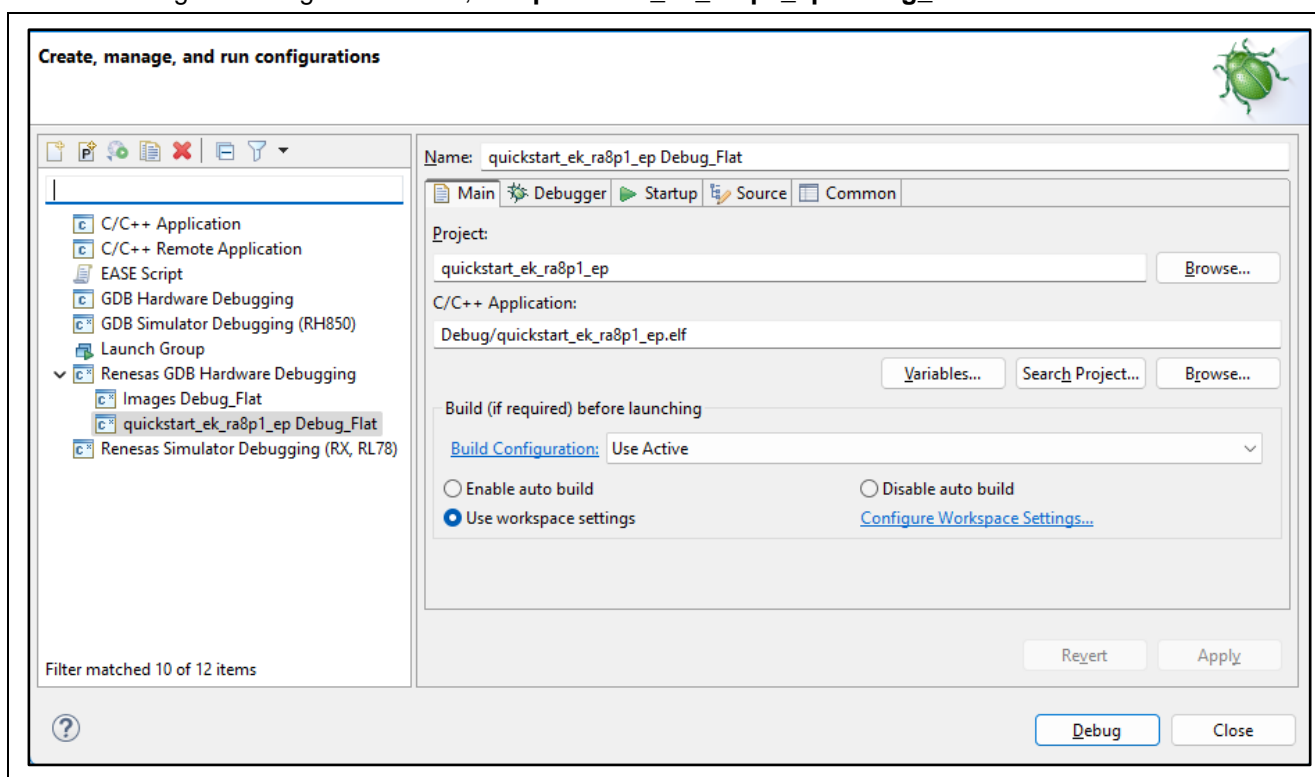 Create, manage, and run configurations
Name: quickstart_ek_ra8p1_ep Debug_Flat
Main Debugger Startup Source Common
C/C++ Application
C/C++ Remote Application
EASE Script
GDB Hardware Debugging
GDB Simulator Debugging (RH850)
Launch Group
Renesas GDB Hardware Debugging
Images Debug_Flat
quickstart_ek_ra8p1_ep Debug_Flat
Renesas Simulator Debugging (RX, RL78)
Filter matched 10 of 12 items
Project:
quickstart_ek_ra8p1_ep Browse...
C/C++ Application:
Debug/quickstart_ek_ra8p1_ep.elf
Variables... Search Project... Browse...
Build (if required) before launching
Build Configuration: Use Active
Enable auto build Disable auto build
Use workspace settings Configure Workspace Settings...
Revert Apply
Debug Close